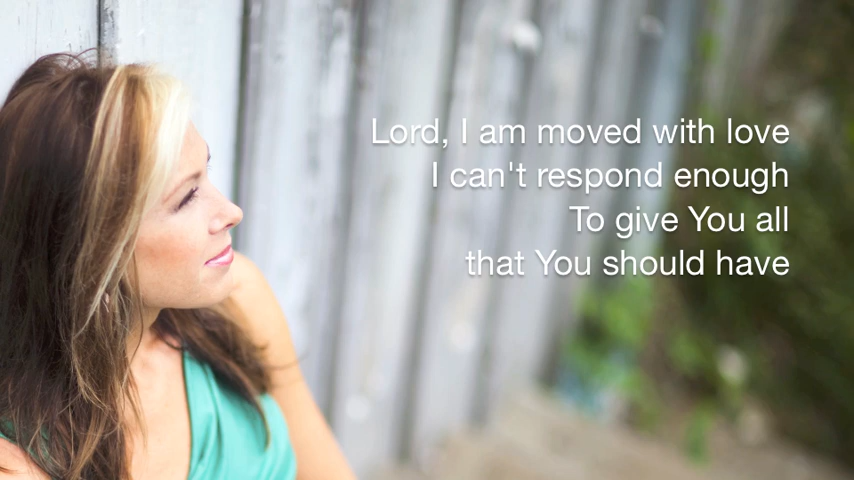 Lord, I am moved with love
I can't respond enough
To give You all
that You should have